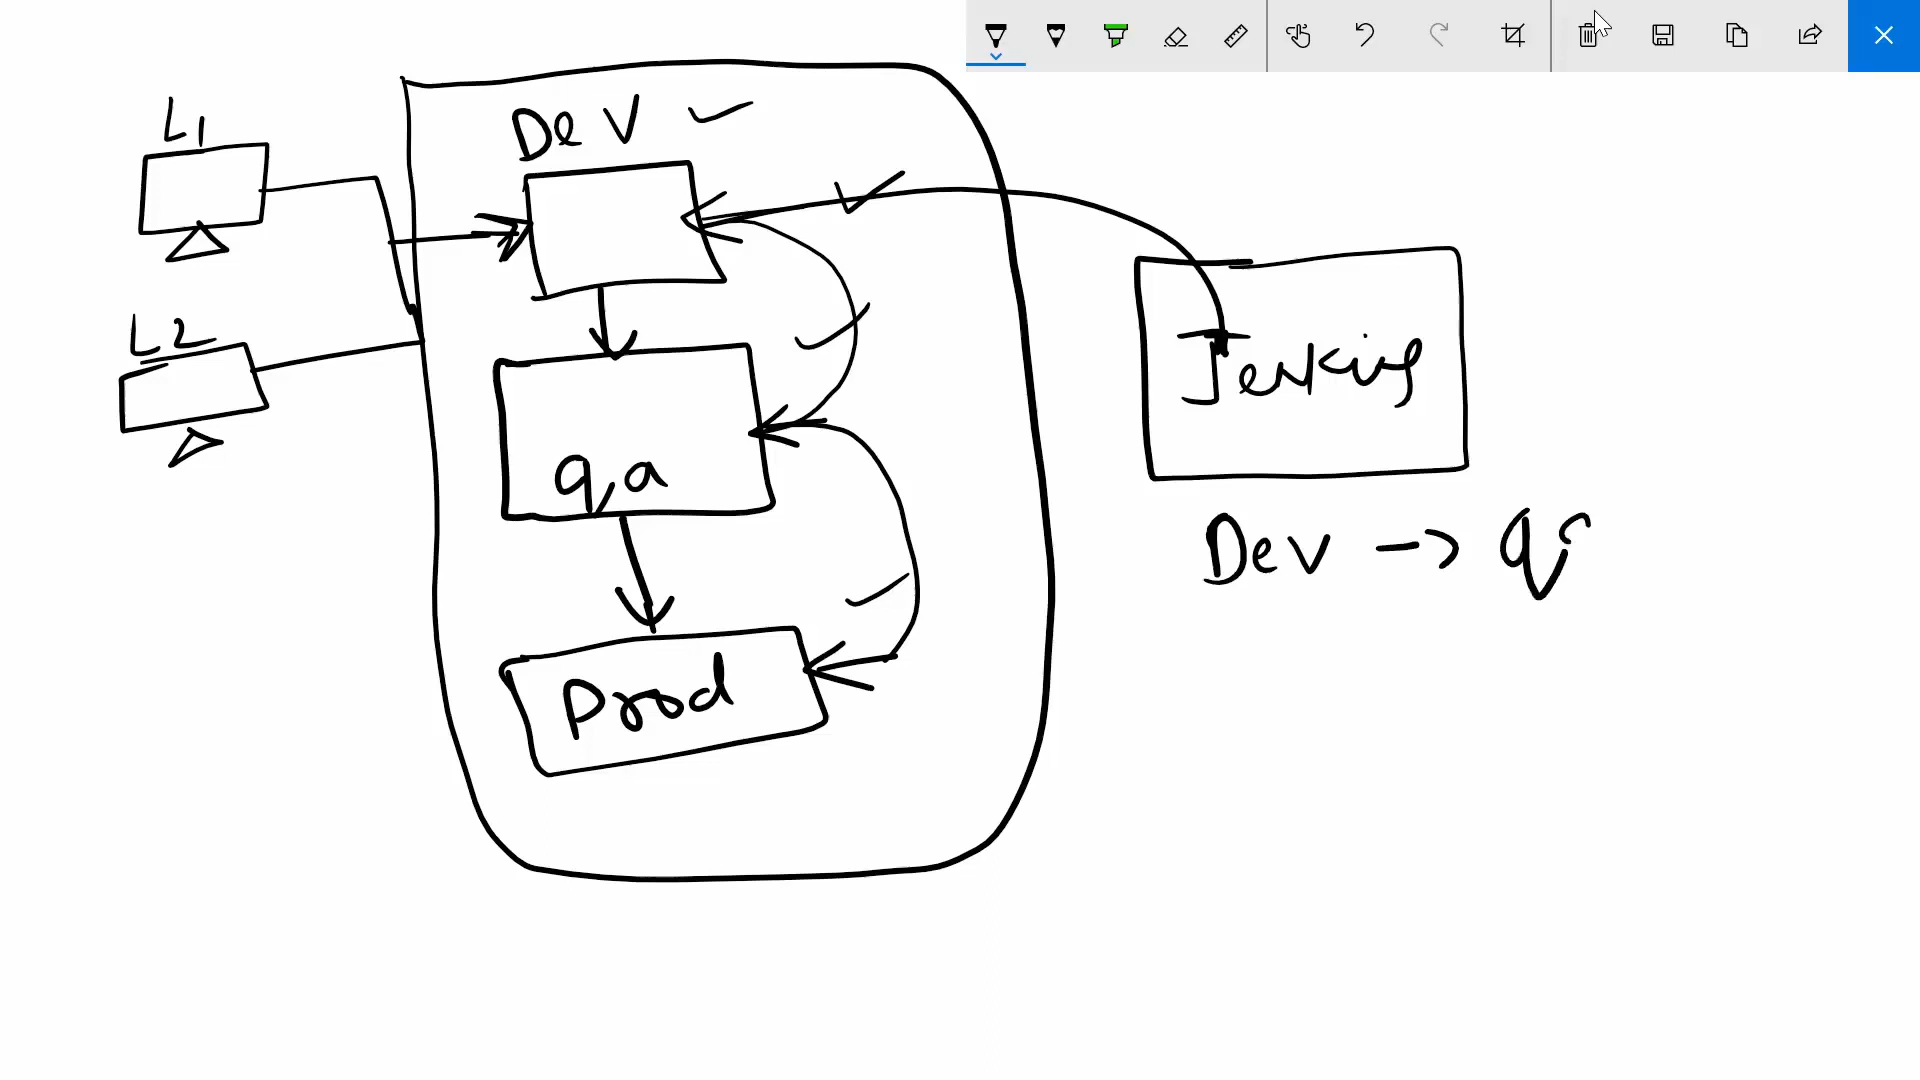 L1
Dev
L2
Jenkins
qa
Dev -> qa
Prod